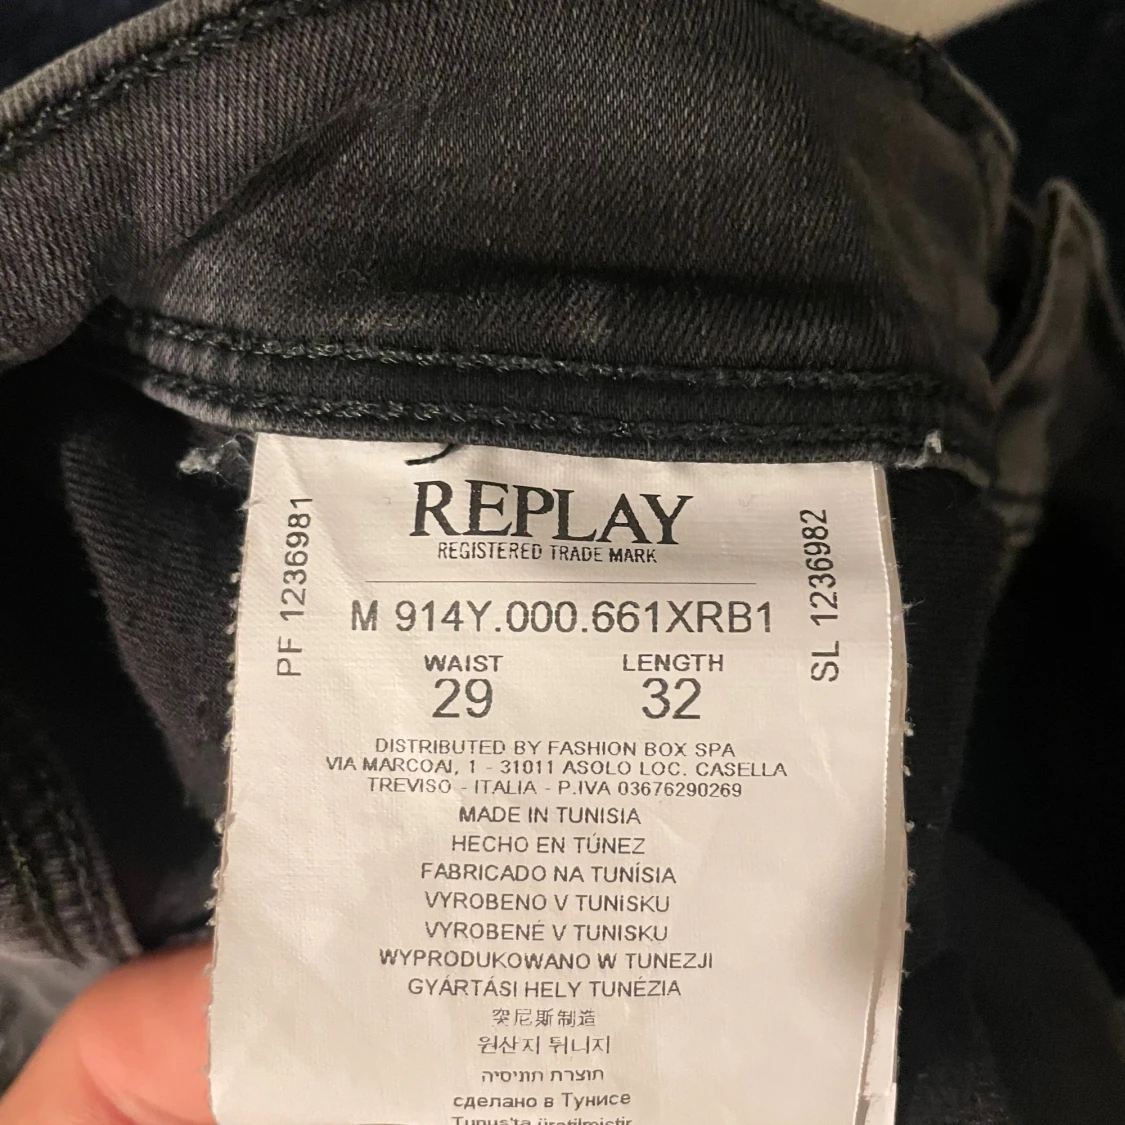 REPLAY
REGISTERED TRADE MARK
PF 1236981
SL 1236982
M 914Y.000.661XRB1
WAIST LENGTH
29 32
DISTRIBUTED BY FASHION BOX SPA
VIA MARCOAI, 1 - 31011 ASOLO LOC. CASELLA
TREVISO - ITALIA - P.IVA 03676290269
MADE IN TUNISIA
HECHO EN TÚNEZ
FABRICADO NA TUNÍSIA
VYROBENO V TUNISKU
VYROBENÉ V TUNISKU
WYPRODUKOWANO W TUNEZJI
GYÁRTÁSI HELY TUNÉZIA
突尼斯制造
원산지 튀니지
תוצרת תוניסיה
сделано в Тунисе
Tunus'ta üretilmiştir